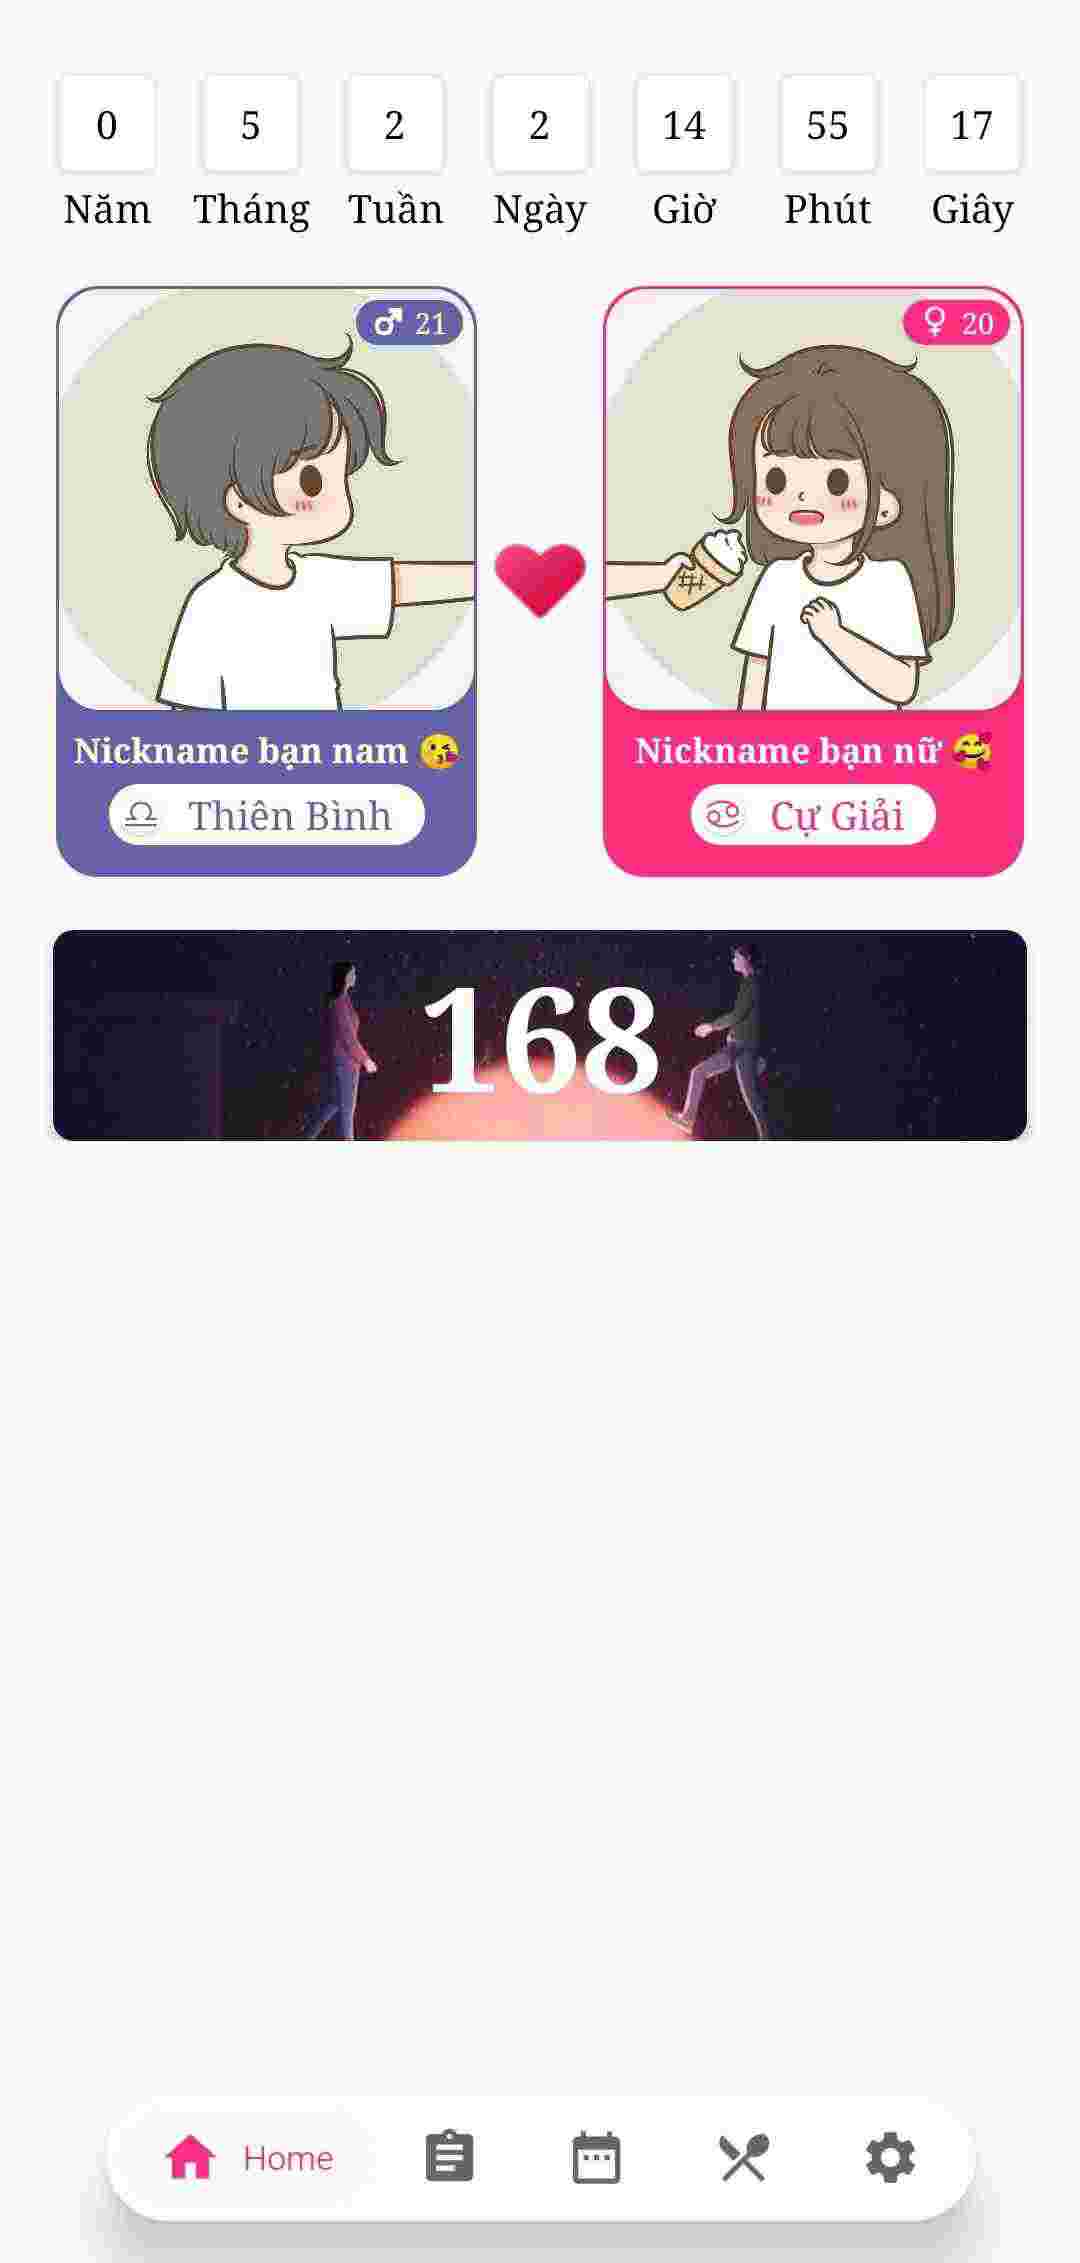 0 5 2 2 14 55 17
Năm Tháng Tuần Ngày Giờ Phút Giây
21
20
Nickname bạn nam 😘
Thiên Bình
Nickname bạn nữ 🥰
Cự Giải
168
Home